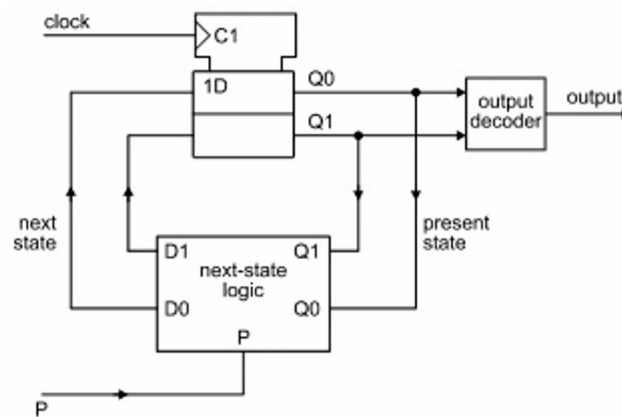 clock
C1
1D
Q0
Q1
output
decoder
output
next
state
present
state
D1
Q1
next-state
logic
D0
Q0
P
P